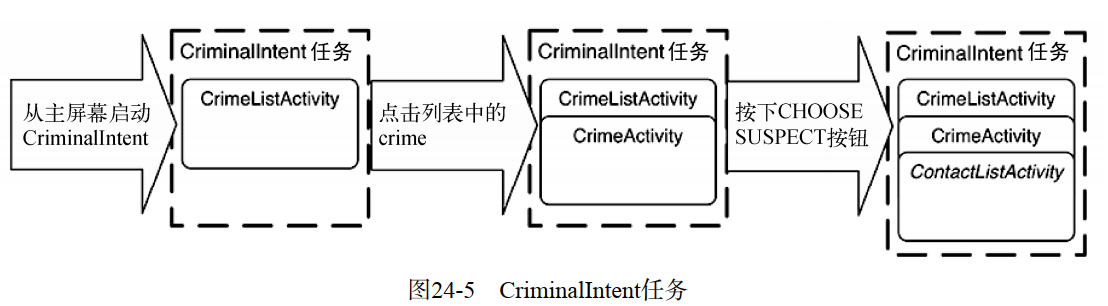 从主屏幕启动
CriminalIntent
CriminalIntent 任务
CrimeListActivity
点击列表中的
crime
CriminalIntent 任务
CrimeListActivity
CrimeActivity
按下CHOOSE
SUSPECT按钮
CriminalIntent 任务
CrimeListActivity
CrimeActivity
ContactListActivity
图24-5 CriminalIntent任务